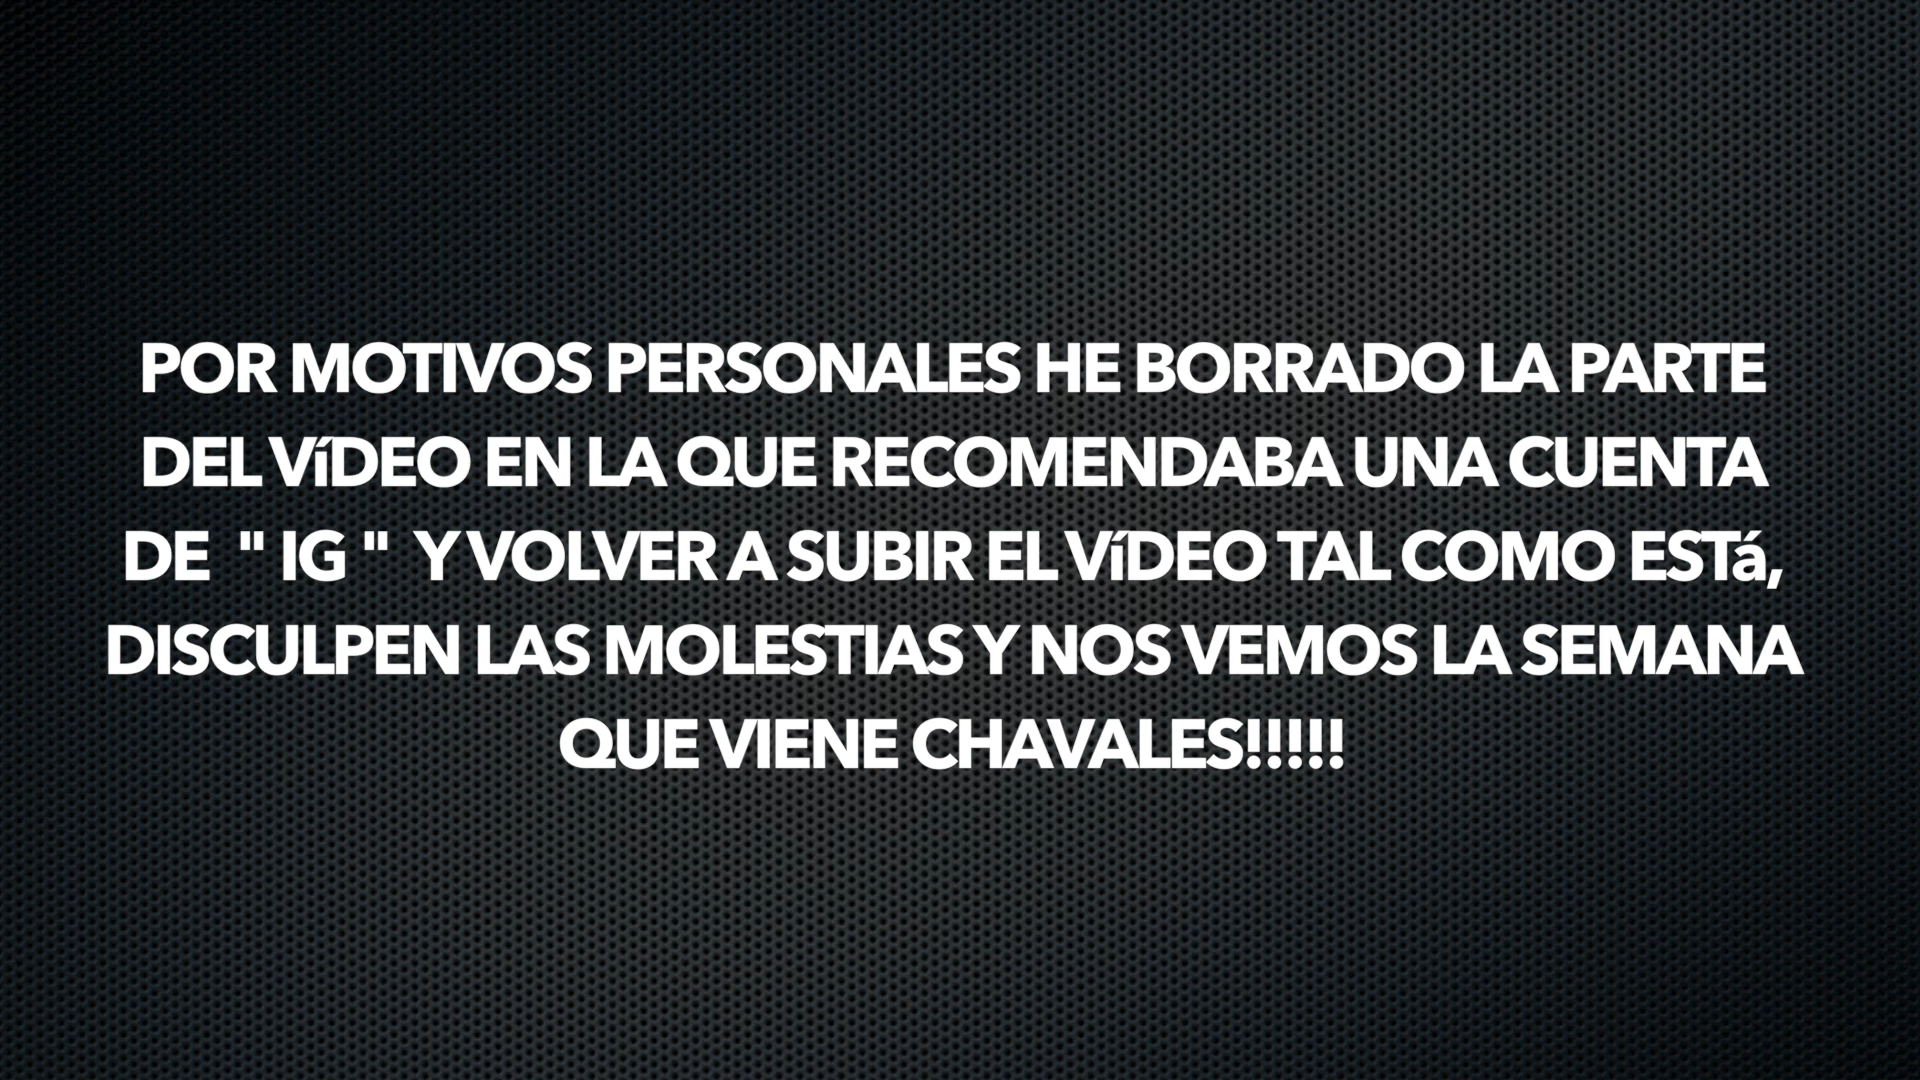 POR MOTIVOS PERSONALES HE BORRADO LA PARTE
DEL VíDEO EN LA QUE RECOMENDABA UNA CUENTA
DE " IG " Y VOLVER A SUBIR EL VíDEO TAL COMO ESTá,
DISCULPEN LAS MOLESTIAS Y NOS VEMOS LA SEMANA
QUE VIENE CHAVALES!!!!!